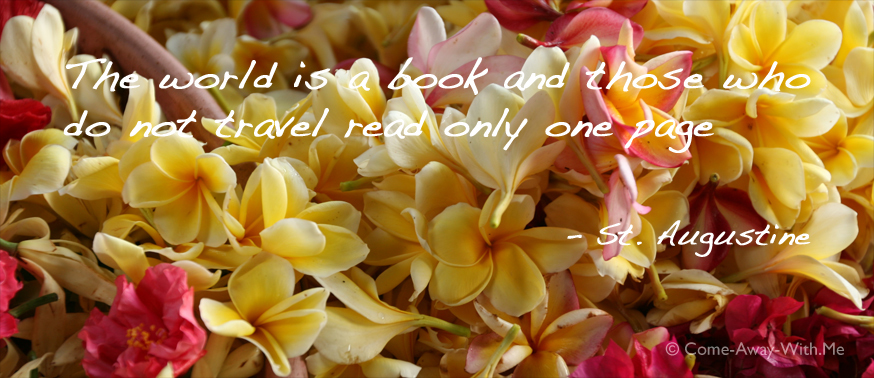 The world is a book and those who
do not travel read only one page
- St. Augustine
© Come-Away-With.Me